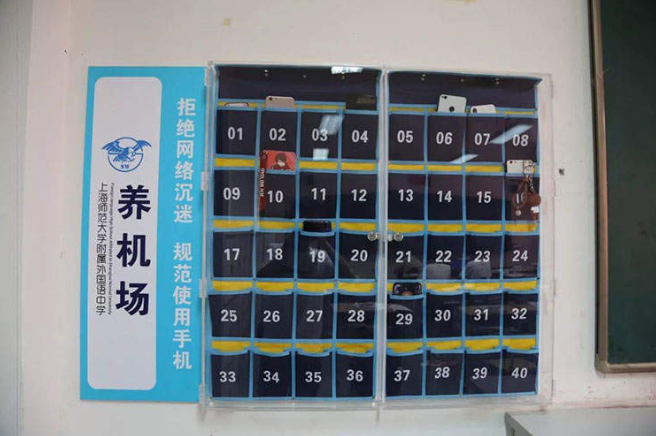 拒绝网络沉迷 规范使用手机
养机场
上海师范大学附属外国语中学
01 02 03 04 05 06 07 08
09 10 11 12 13 14 15
17 18 19 20 21 22 23 24
25 26 27 28 29 30 31 32
33 34 35 36 37 38 39 40